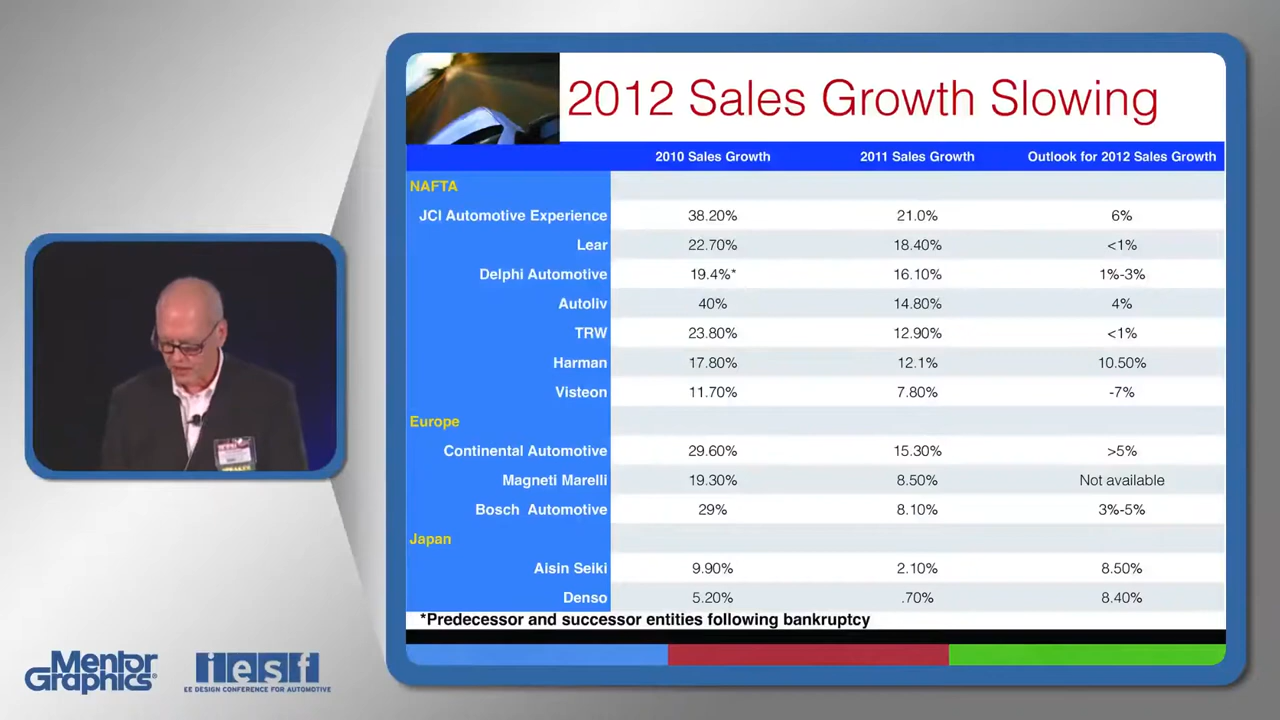 2012 Sales Growth Slowing
2010 Sales Growth 2011 Sales Growth Outlook for 2012 Sales Growth
NAFTA
JCI Automotive Experience 38.20% 21.0% 6%
Lear 22.70% 18.40% <1%
Delphi Automotive 19.4%* 16.10% 1%-3%
Autoliv 40% 14.80% 4%
TRW 23.80% 12.90% <1%
Harman 17.80% 12.1% 10.50%
Visteon 11.70% 7.80% -7%
Europe
Continental Automotive 29.60% 15.30% >5%
Magneti Marelli 19.30% 8.50% Not available
Bosch Automotive 29% 8.10% 3%-5%
Japan
Aisin Seiki 9.90% 2.10% 8.50%
Denso 5.20% .70% 8.40%
*Predecessor and successor entities following bankruptcy
Mentor
Graphics®
iesf
EE DESIGN CONFERENCE FOR AUTOMOTIVE